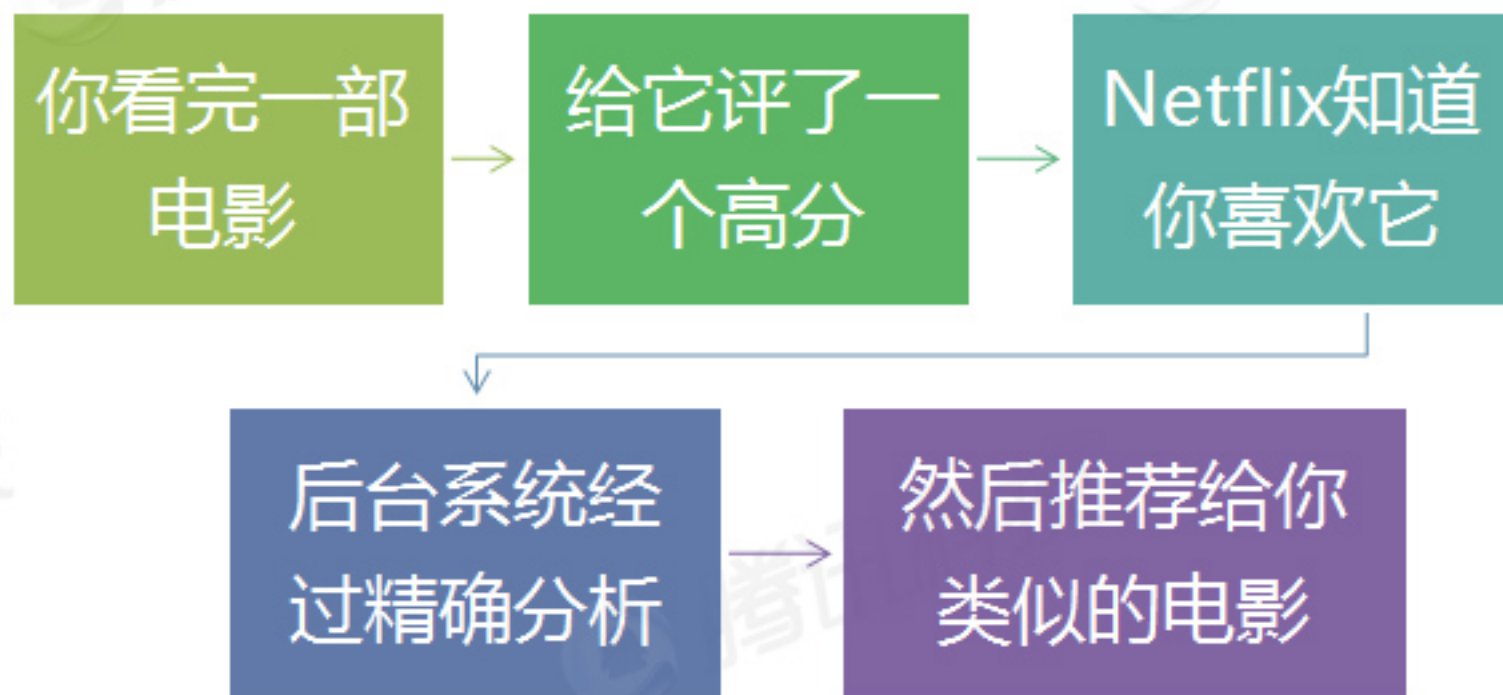 你看完一部
电影
给它评了一
个高分
Netflix知道
你喜欢它
后台系统经
过精确分析
然后推荐给你
类似的电影